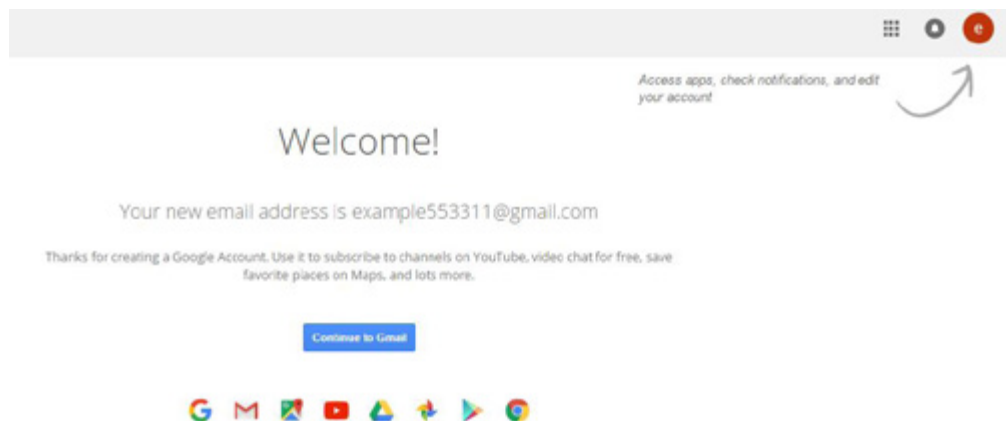 e
Access apps, check notifications, and edit
your account
Welcome!
Your new email address is example553311@gmail.com
Thanks for creating a Google Account. Use it to subscribe to channels on YouTube, video chat for free, save
favorite places on Maps, and lots more.
Continue to Gmail